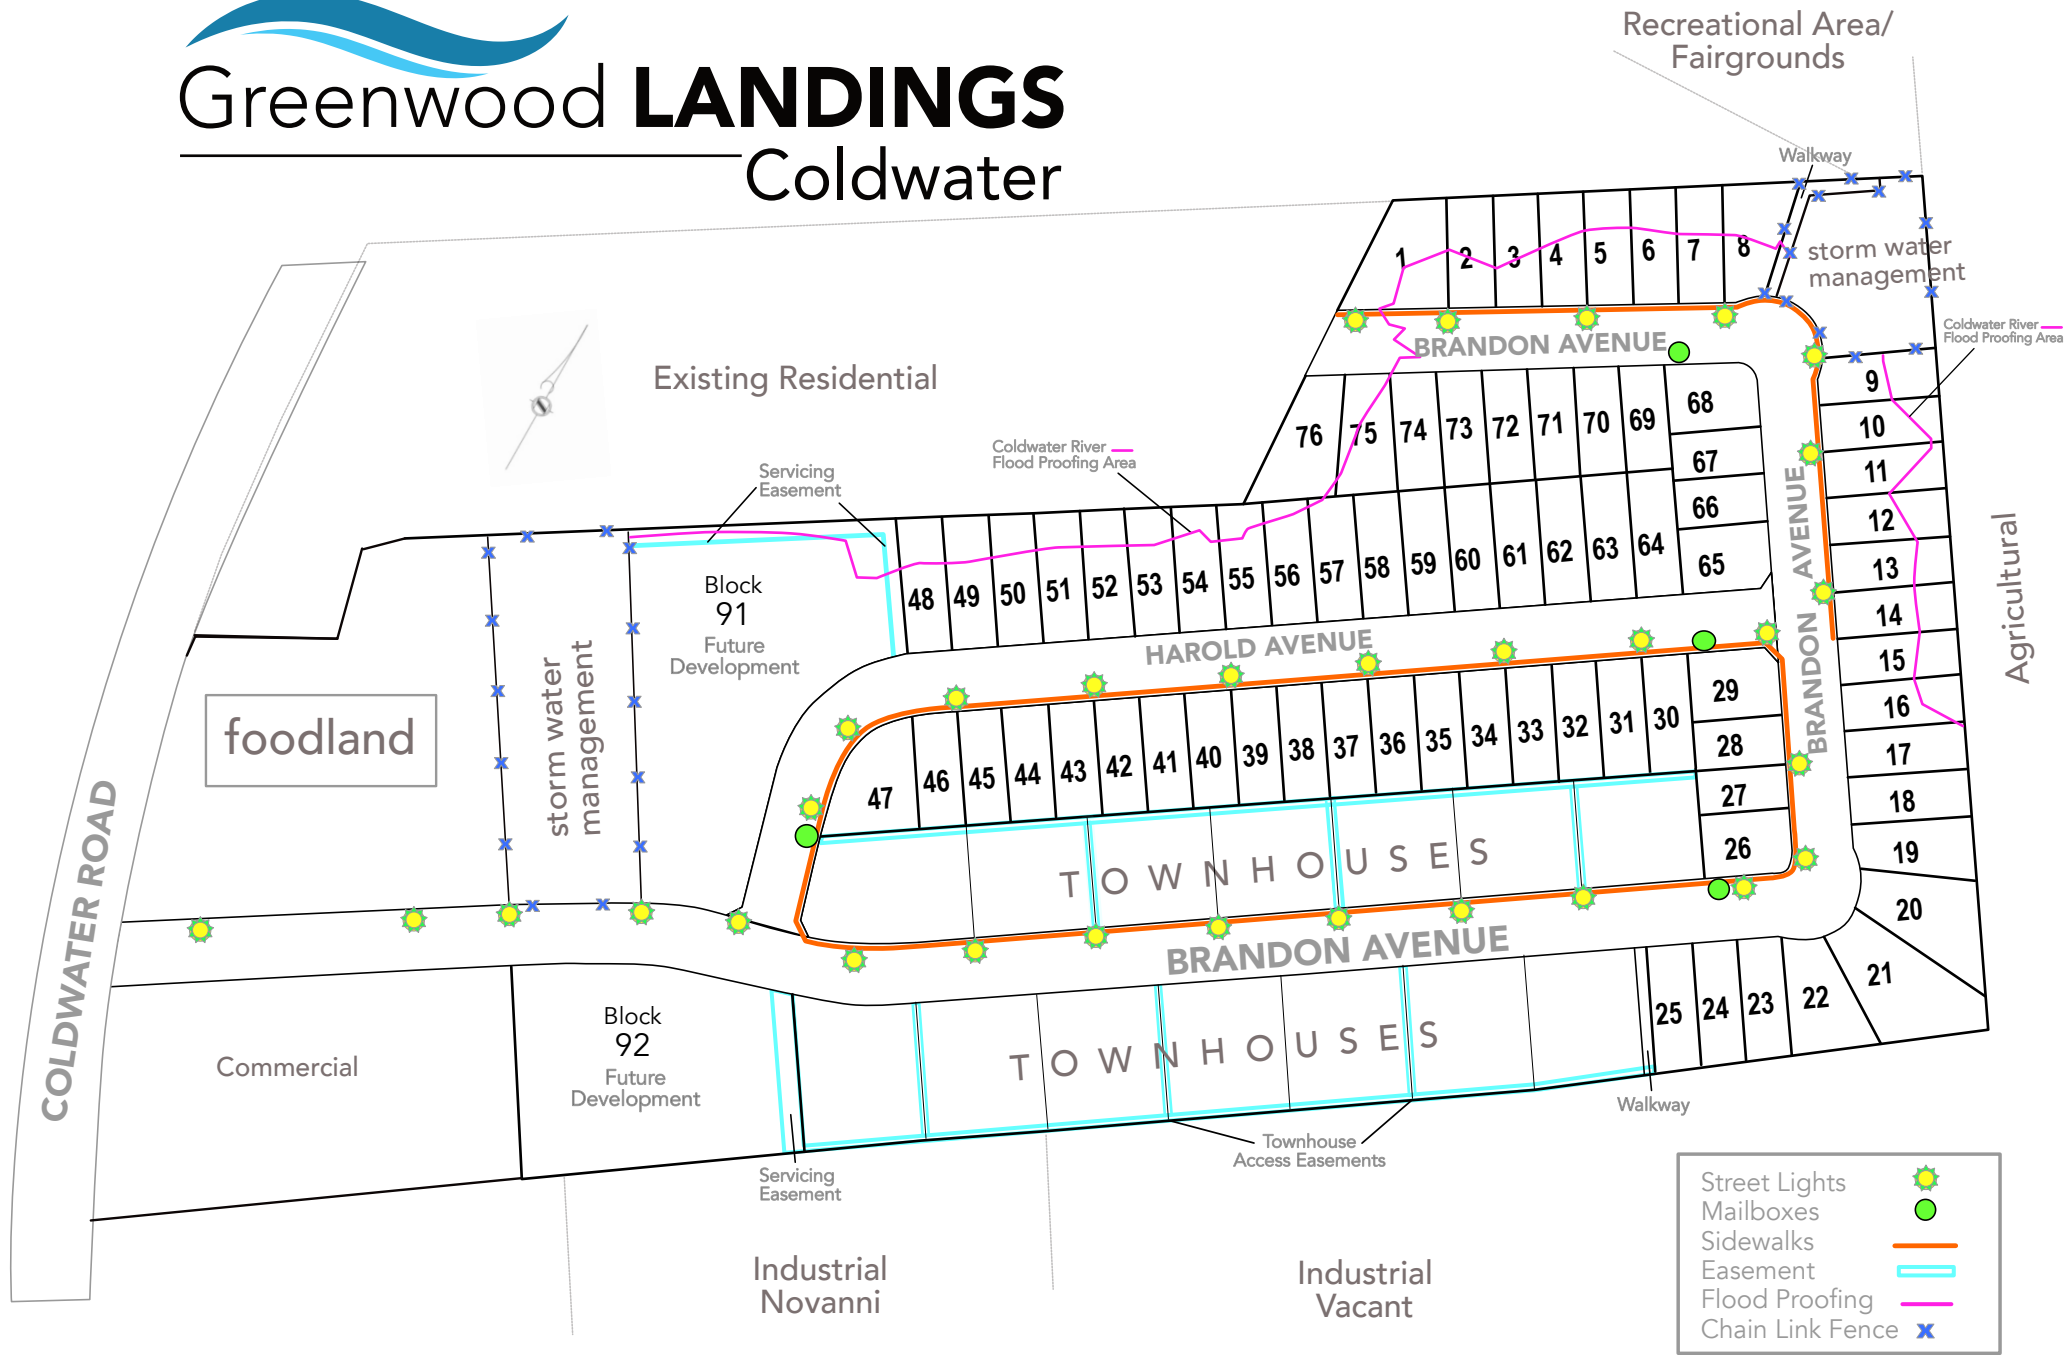 Greenwood LANDINGS
Coldwater
Recreational Area/
Fairgrounds
Walkway
storm water
management
Coldwater River
Flood Proofing Area
1
2
3
4
5
6
7
8
BRANDON AVENUE
Existing Residential
9
10
11
12
13
14
15
16
17
18
19
20
21
22
23
24
25
Agricultural
76
75
74
73
72
71
70
69
68
67
66
65
BRANDON AVENUE
Coldwater River
Flood Proofing Area
Servicing
Easement
Block
91
Future
Development
48
49
50
51
52
53
54
55
56
57
58
59
60
61
62
63
64
HAROLD AVENUE
BRANDON
foodland
storm water
management
COLDWATER ROAD
47
46
45
44
43
42
41
40
39
38
37
36
35
34
33
32
31
30
29
28
27
26
TOWNHOUSES
BRANDON AVENUE
Commercial
Block
92
Future
Development
TOWNHOUSES
Walkway
Townhouse
Access Easements
Servicing
Easement
Industrial
Novanni
Industrial
Vacant
Street Lights
Mailboxes
Sidewalks
Easement
Flood Proofing
Chain Link Fence